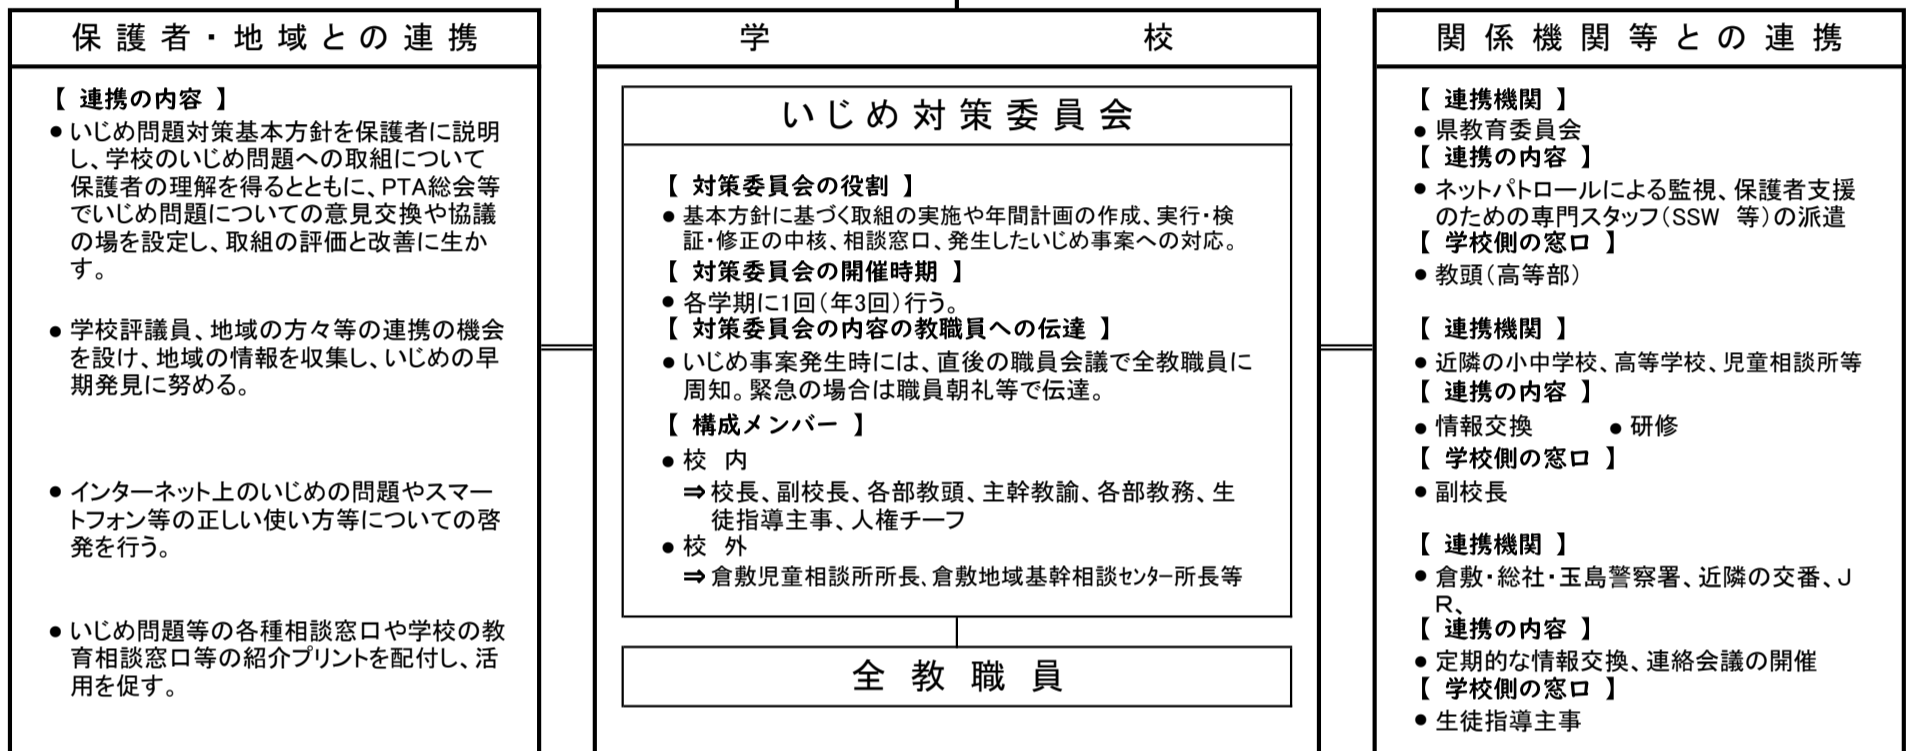 保護者・地域との連携
【 連携の内容 】
● いじめ問題対策基本方針を保護者に説明
し、学校のいじめ問題への取組について
保護者の理解を得るとともに、PTA総会等
でいじめ問題についての意見交換や協議
の場を設定し、取組の評価と改善に生か
す。
● 学校評議員、地域の方々等の連携の機会
を設け、地域の情報を収集し、いじめの早
期発見に努める。
● インターネット上のいじめの問題やスマー
トフォン等の正しい使い方等についての啓
発を行う。
● いじめ問題等の各種相談窓口や学校の教
育相談窓口等の紹介プリントを配付し、活
用を促す。
学 校
いじめ対策委員会
【 対策委員会の役割 】
● 基本方針に基づく取組の実施や年間計画の作成、実行・検
証・修正の中核、相談窓口、発生したいじめ事案への対応。
【 対策委員会の開催時期 】
● 各学期に1回(年3回)行う。
【 対策委員会の内容の教職員への伝達 】
● いじめ事案発生時には、直後の職員会議で全教職員に
周知。緊急の場合は職員朝礼等で伝達。
【 構成メンバー 】
● 校 内
⇒ 校長、副校長、各部教頭、主幹教諭、各部教務、生
徒指導主事、人権チーフ
● 校 外
⇒ 倉敷児童相談所所長、倉敷地域基幹相談センター所長等
全教職員
関係機関等との連携
【 連携機関 】
● 県教育委員会
【 連携の内容 】
● ネットパトロールによる監視、保護者支援
のための専門スタッフ(SSW 等)の派遣
【 学校側の窓口 】
● 教頭(高等部)
【 連携機関 】
● 近隣の小中学校、高等学校、児童相談所等
【 連携の内容 】
● 情報交換 ● 研修
【 学校側の窓口 】
● 副校長
【 連携機関 】
● 倉敷・総社・玉島警察署、近隣の交番、J
R、
【 連携の内容 】
● 定期的な情報交換、連絡会議の開催
【 学校側の窓口 】
● 生徒指導主事